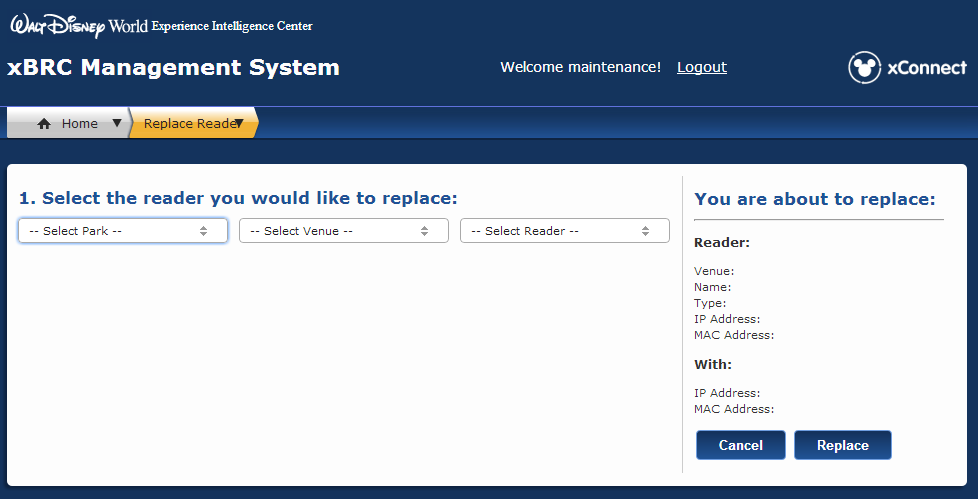 Walt Disney World Experience Intelligence Center
xBRC Management System
Welcome maintenance! Logout
xConnect
Home ▼ Replace Reader ▼
1. Select the reader you would like to replace:
-- Select Park -- -- Select Venue -- -- Select Reader --
You are about to replace:
Reader:
Venue:
Name:
Type:
IP Address:
MAC Address:
With:
IP Address:
MAC Address:
Cancel Replace